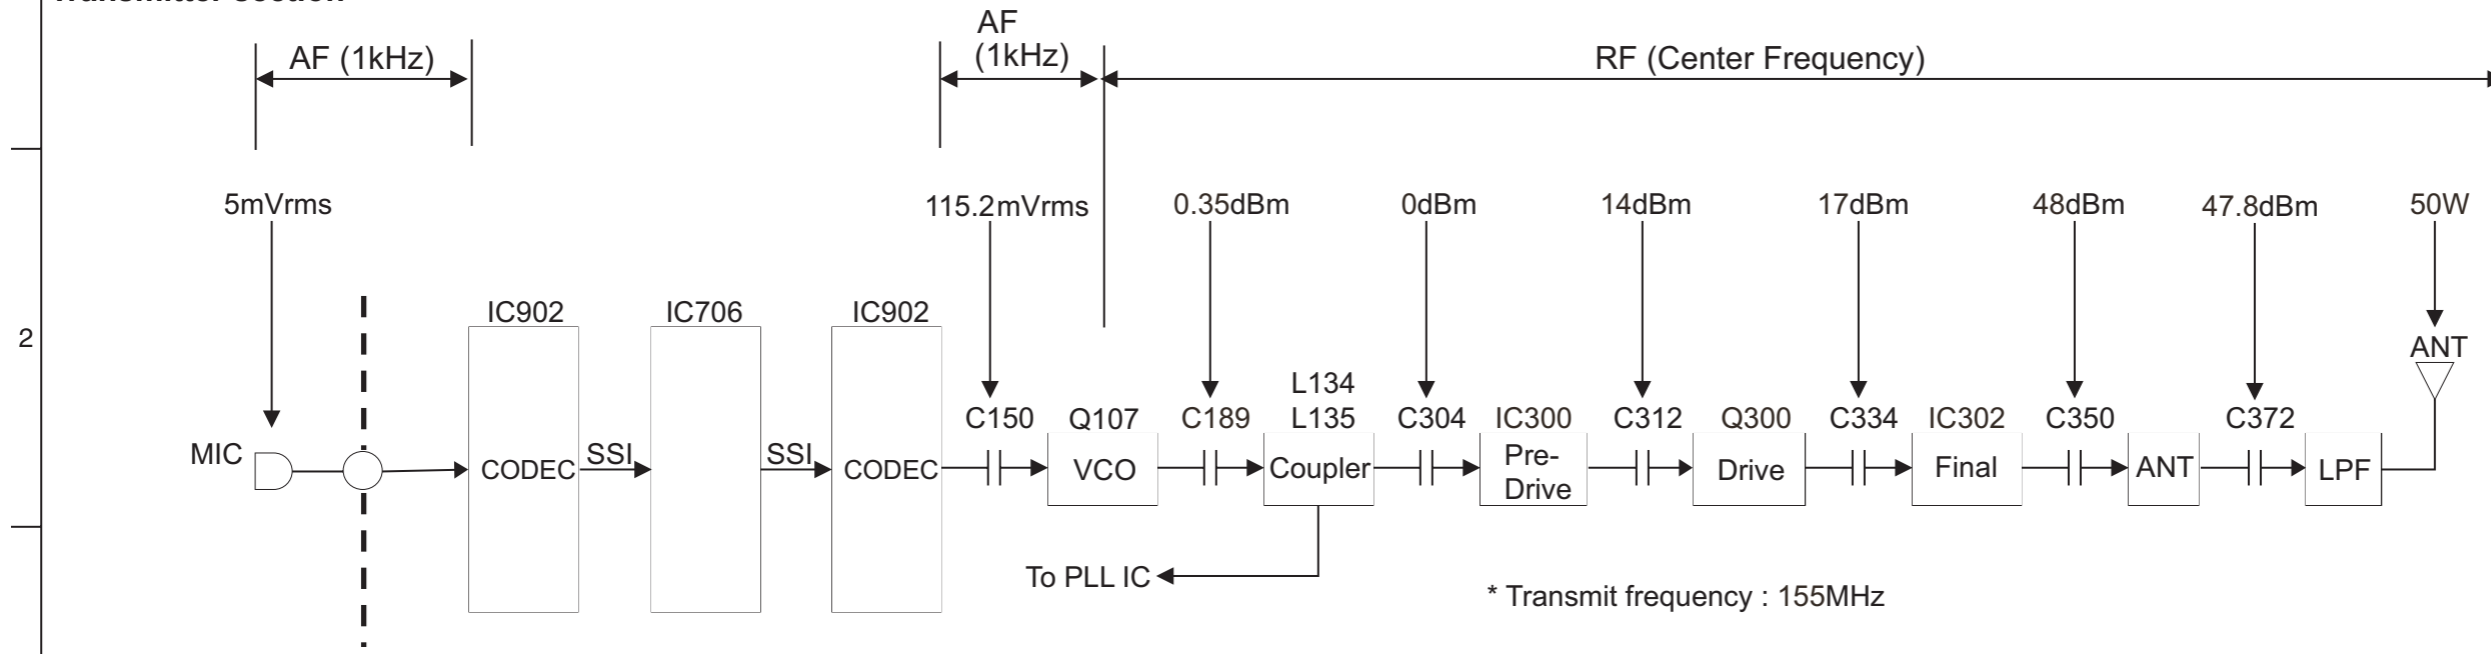 Transmitter section
AF (1kHz)
AF
(1kHz)
RF (Center Frequency)
5mVrms
115.2mVrms
0.35dBm
0dBm
14dBm
17dBm
48dBm
47.8dBm
50W
IC902
IC706
IC902
2
ANT
L134
C150
Q107
C189
L135
C304
IC300
C312
Q300
C334
IC302
C350
C372
MIC
CODEC
SSI
SSI
CODEC
VCO
Coupler
Pre-
Drive
Drive
Final
ANT
LPF
To PLL IC
* Transmit frequency : 155MHz